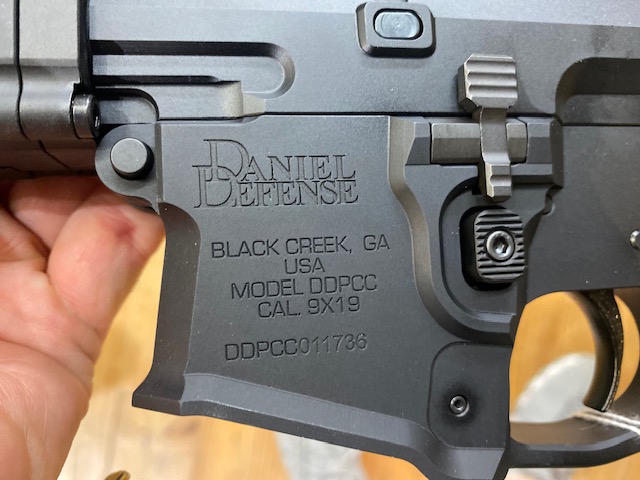 DANIEL
DEFENSE
BLACK CREEK, GA
USA
MODEL DDPCC
CAL. 9X19
DDPCC011736